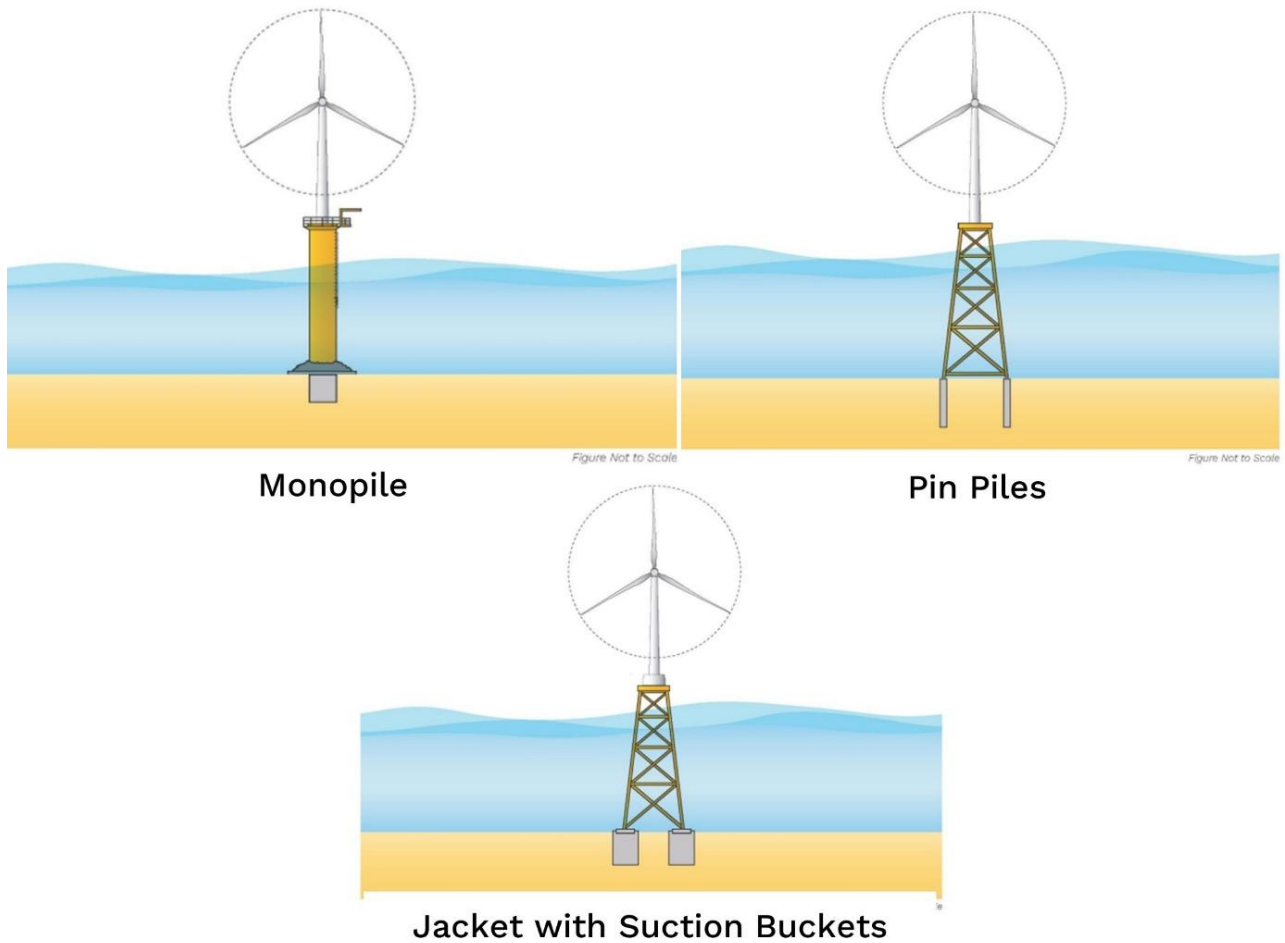 Figure Not to Scale
Figure Not to Scale
Monopile
Pin Piles
Jacket with Suction Buckets